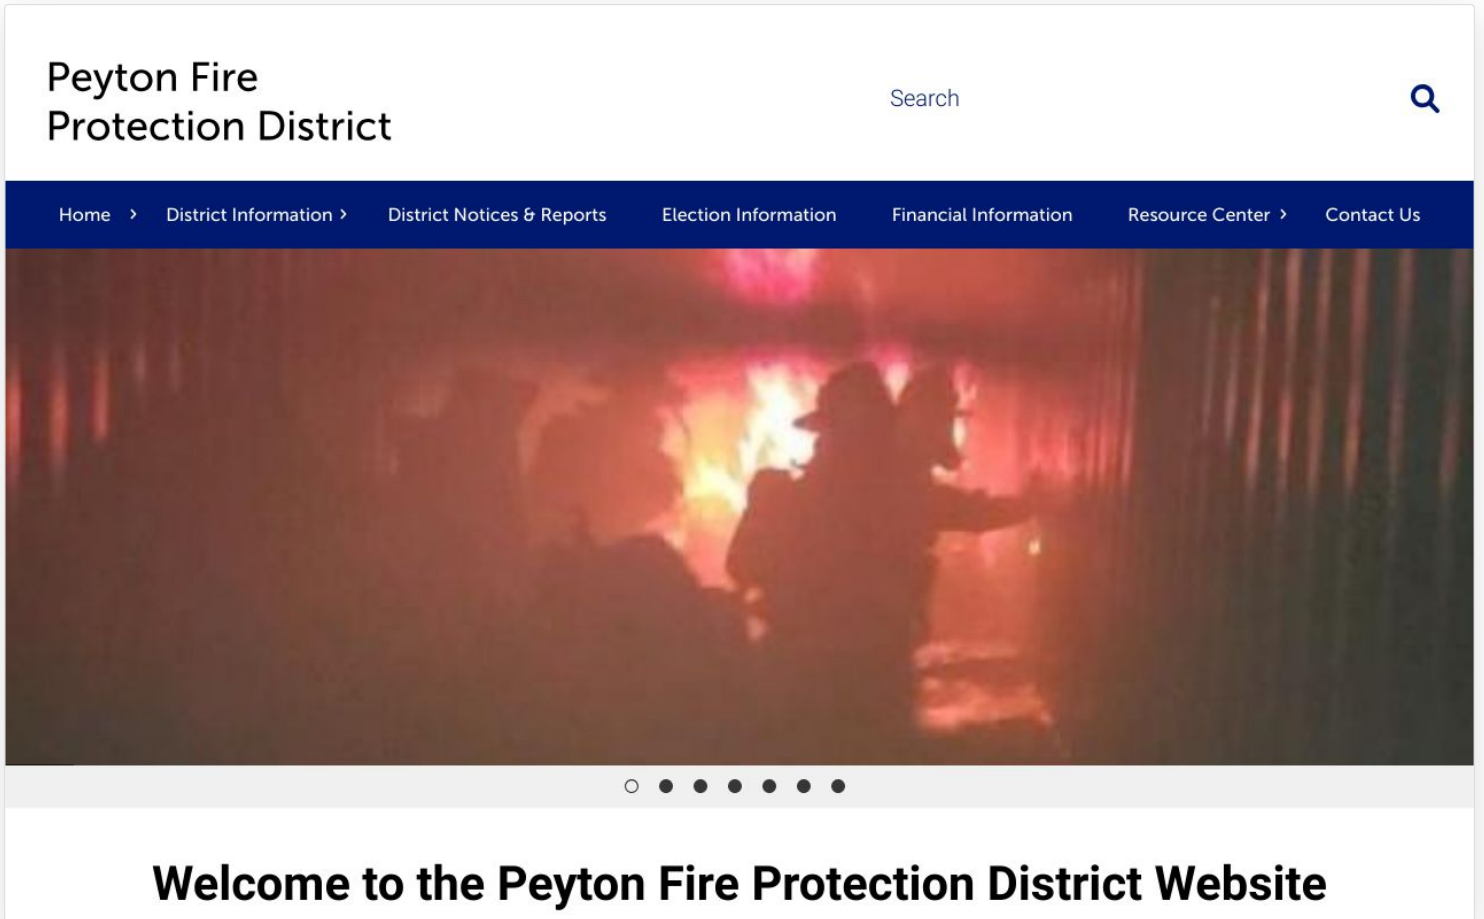 Peyton Fire
Protection District
Search
Home › District Information › District Notices & Reports Election Information Financial Information Resource Center › Contact Us
Welcome to the Peyton Fire Protection District Website